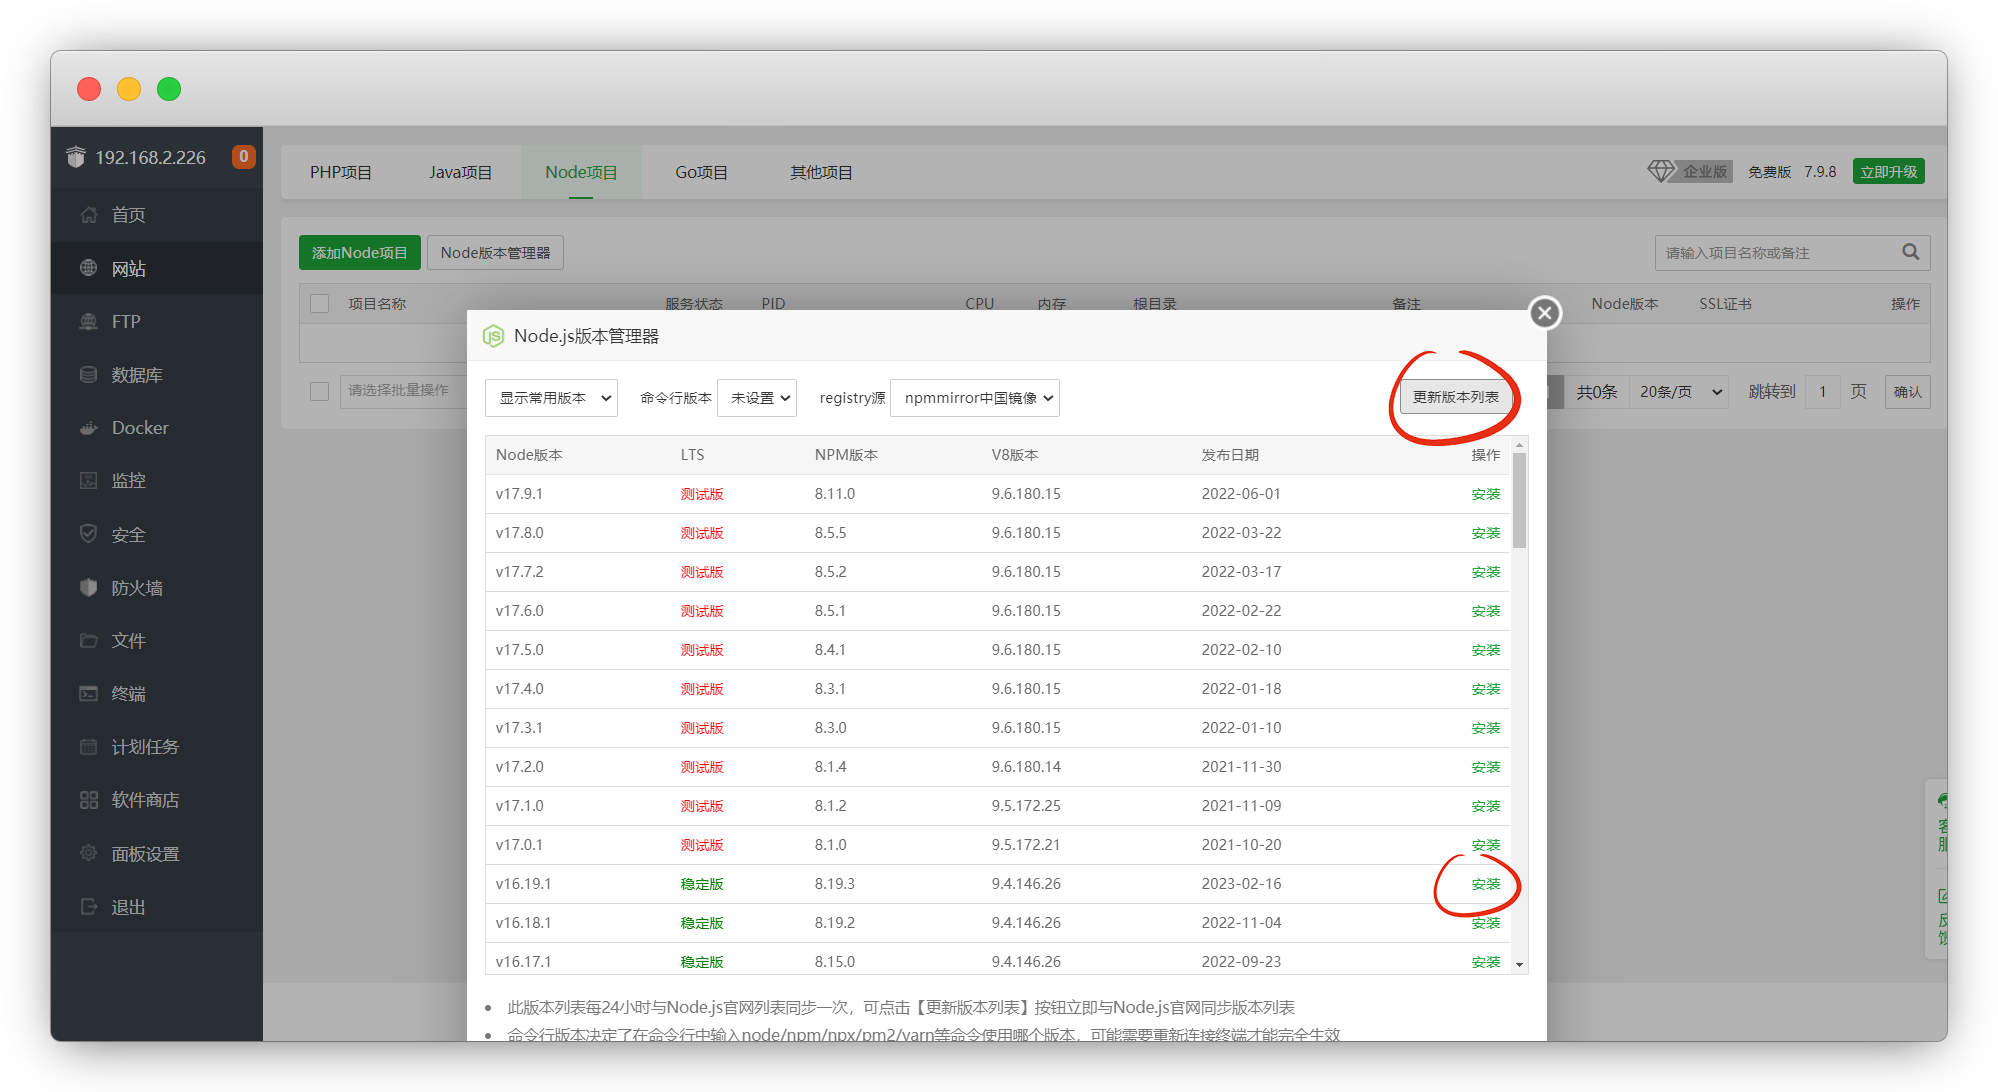 192.168.2.226 0
首页
网站
FTP
数据库
Docker
监控
安全
防火墙
文件
终端
计划任务
软件商店
面板设置
退出
PHP项目 Java项目 Node项目 Go项目 其他项目
企业版 免费版 7.9.8 立即升级
添加Node项目 Node版本管理器 请输入项目名称或备注
项目名称 服务状态 PID CPU 内存 根目录 备注 Node版本 SSL证书 操作
请选择批量操作 共0条 20条/页 跳转到 1 页 确认
JS Node.js版本管理器
显示常用版本 命令行版本 未设置 registry源 npmmirror中国镜像 更新版本列表
Node版本 LTS NPM版本 V8版本 发布日期 操作
v17.9.1 测试版 8.11.0 9.6.180.15 2022-06-01 安装
v17.8.0 测试版 8.5.5 9.6.180.15 2022-03-22 安装
v17.7.2 测试版 8.5.2 9.6.180.15 2022-03-17 安装
v17.6.0 测试版 8.5.1 9.6.180.15 2022-02-22 安装
v17.5.0 测试版 8.4.1 9.6.180.15 2022-02-10 安装
v17.4.0 测试版 8.3.1 9.6.180.15 2022-01-18 安装
v17.3.1 测试版 8.3.0 9.6.180.15 2022-01-10 安装
v17.2.0 测试版 8.1.4 9.6.180.14 2021-11-30 安装
v17.1.0 测试版 8.1.2 9.5.172.25 2021-11-09 安装
v17.0.1 测试版 8.1.0 9.5.172.21 2021-10-20 安装
v16.19.1 稳定版 8.19.3 9.4.146.26 2023-02-16 安装
v16.18.1 稳定版 8.19.2 9.4.146.26 2022-11-04 安装
v16.17.1 稳定版 8.15.0 9.4.146.26 2022-09-23 安装
此版本列表每24小时与Node.js官网列表同步一次，可点击【更新版本列表】按钮立即与Node.js官网同步版本列表
命令行版本决定了在命令行中输入node/npm/npx/pm2/yarn等命令使用哪个版本，可能需要重新连接终端才能完全生效